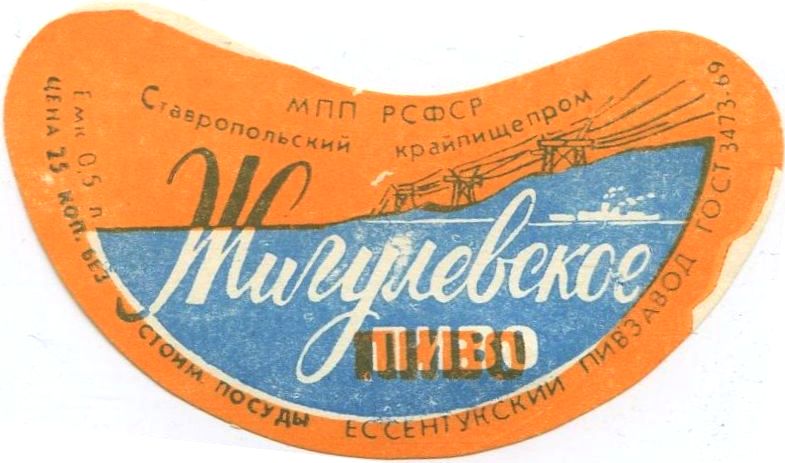 МПП РСФСР
Ставропольский крайпищепром
Жигулевское
ПИВО
Емк 0,5 л
ЦЕНА 25 КОП. БЕЗ СТОИМ. ПОСУДЫ
ЕССЕНТУКСКИЙ ПИВЗАВОД ГОСТ 3473-69